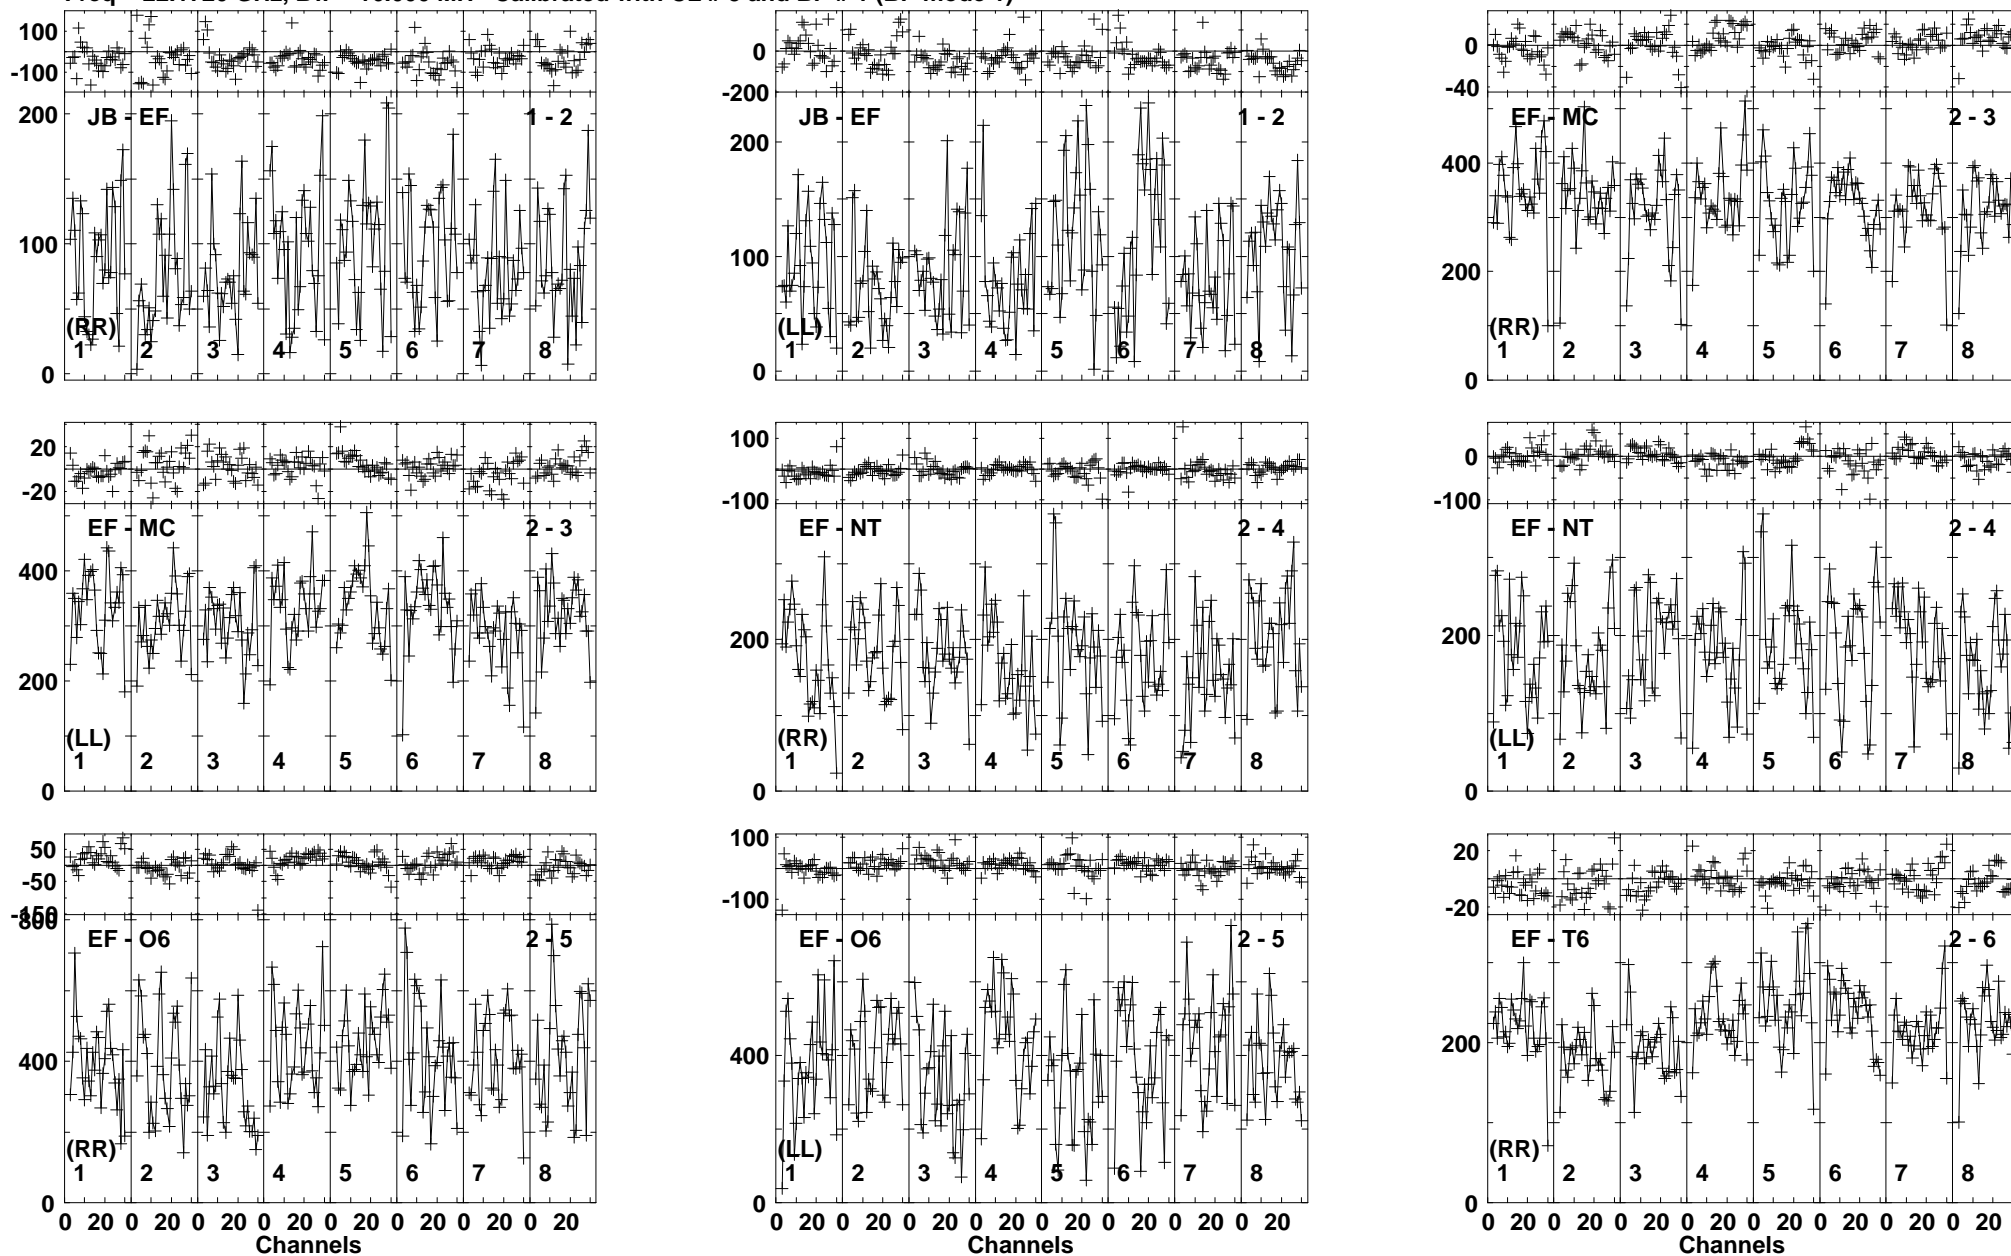 100 -100 0 -200 0 -40
200 100 0 200 100 0 400 200 0
JB - EF 1 - 2 JB - EF 1 - 2 EF - MC 2 - 3
(RR) (LL) (RR)
1 2 3 4 5 6 7 8 1 2 3 4 5 6 7 8 1 2 3 4 5 6 7 8
20 -20 100 -100 0 -100
400 200 0 200 0 200 0
EF - MC 2 - 3 EF - NT 2 - 4 EF - NT 2 - 4
(LL) (RR) (LL)
1 2 3 4 5 6 7 8 1 2 3 4 5 6 7 8 1 2 3 4 5 6 7 8
50 -50 -150 100 -100 20 -20
800 400 0 400 0 200 0
EF - O6 2 - 5 EF - O6 2 - 5 EF - T6 2 - 6
(RR) (LL) (RR)
1 2 3 4 5 6 7 8 1 2 3 4 5 6 7 8 1 2 3 4 5 6 7 8
0 20 0 20 0 20 0 20 0 20 0 20 0 20 0 20 0 20 0 20 0 20 0 20 0 20 0 20 0 20 0 20 0 20 0 20 0 20 0 20 0 20 0 20 0 20 0 20
Channels Channels Channels